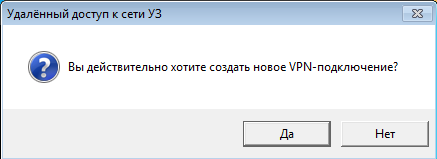 Удалённый доступ к сети УЗ
Вы действительно хотите создать новое VPN-подключение?
Да
Нет